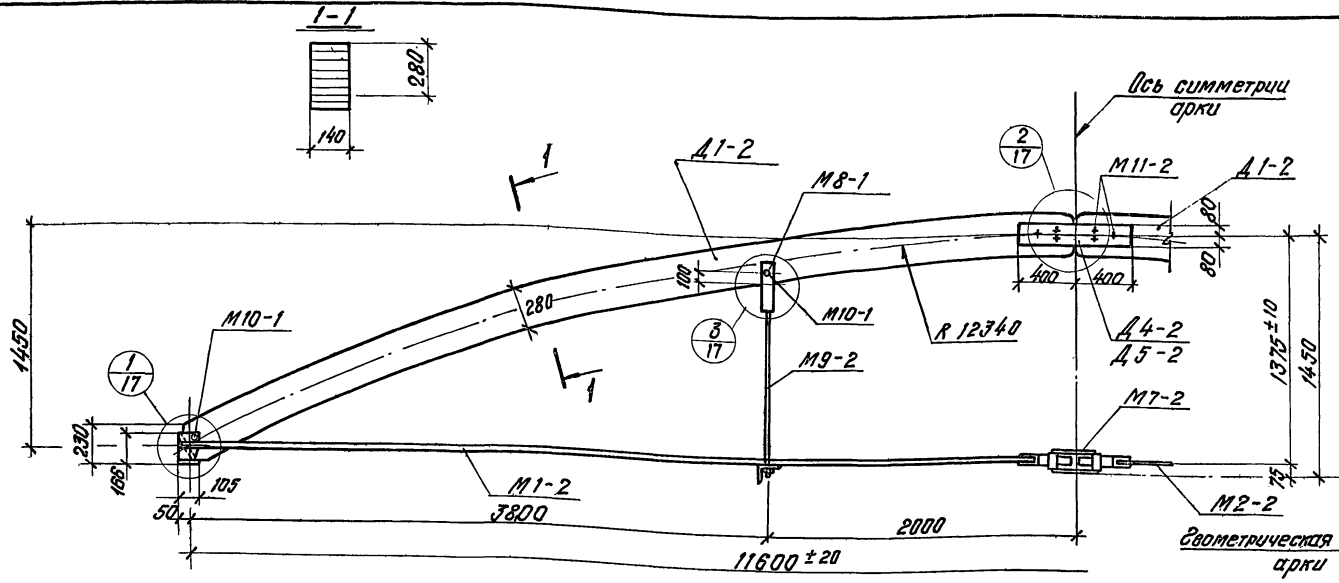 1-1
280
140
Ось симметрии
арки
1
Д1-2
М8-1
2
17
М11-2
Д1-2
80
80
400
400
100
280
М10-1
R 12340
Д4-2
Д5-2
1375±10
1450
1450
М10-1
1
17
3
17
М9-2
1
М7-2
230
166
105
50
М1-2
3800
2000
75
М2-2
11600±20
Геометрическая
арки